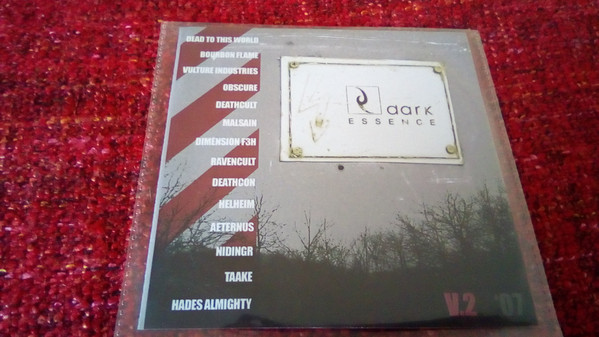 DEAD TO THIS WORLD
BOURBON FLAME
VULTURE INDUSTRIES
OBSCURE
DEATHCULT
MALSAIN
DIMENSION F3H
RAVENCULT
DEATHCON
HELHEIM
AETERNUS
NIDINGR
TAAKE
HADES ALMIGHTY
dark
ESSENCE
V.2 '07